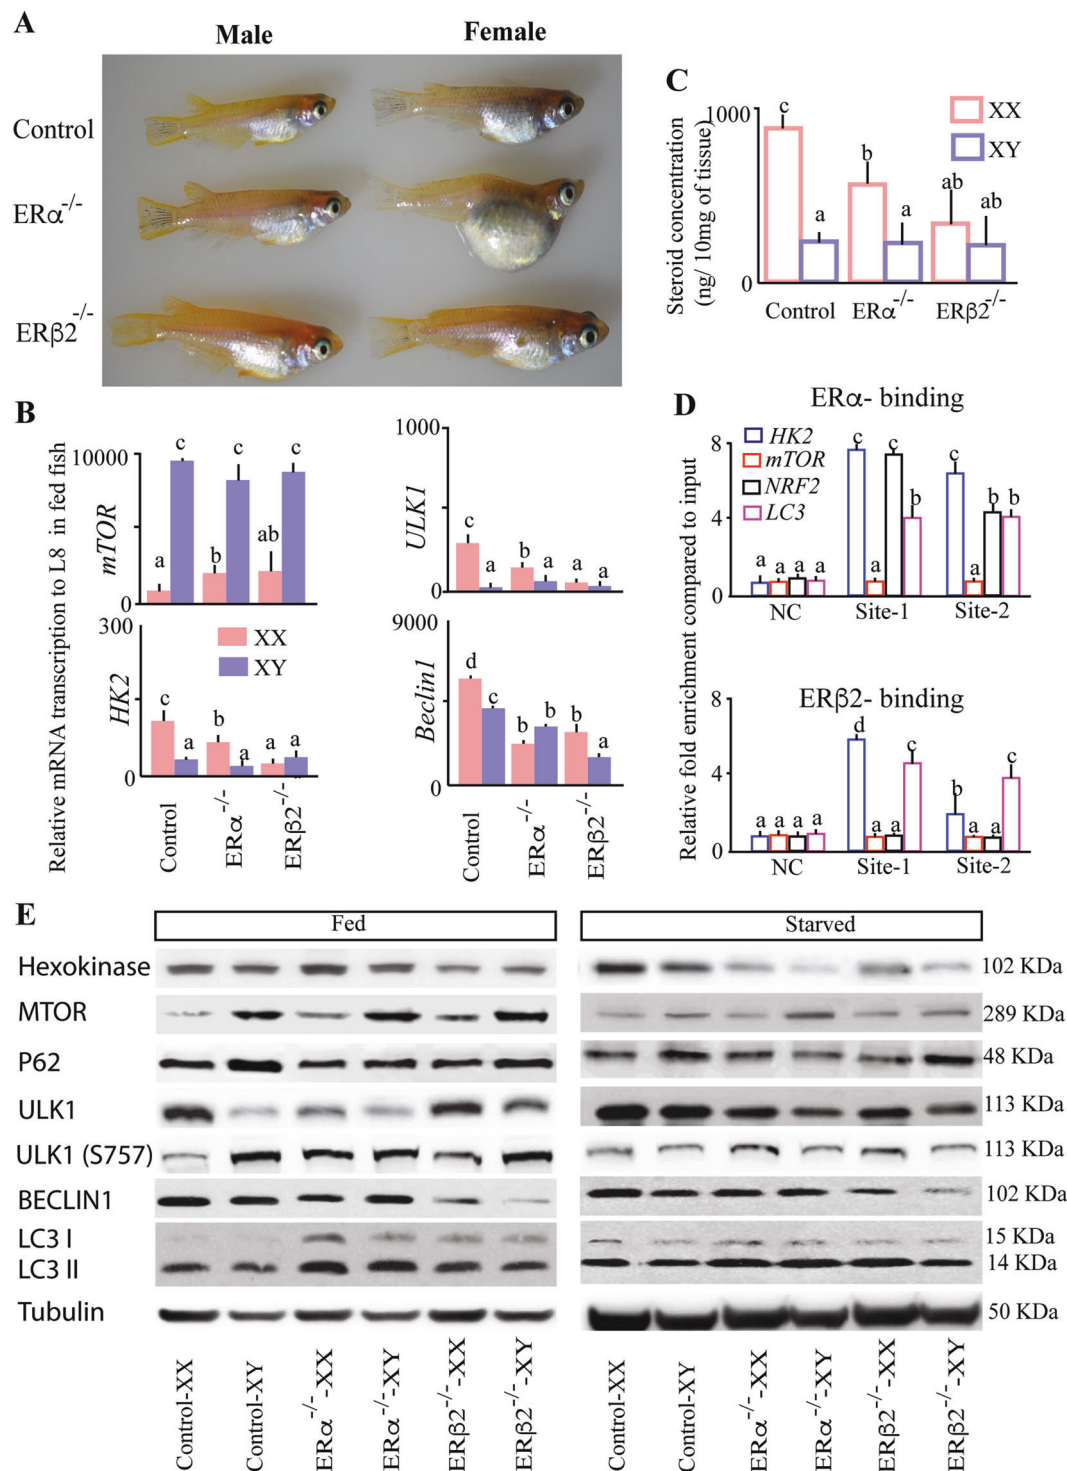 A
Male
Female
Control
ERα-/-
ERβ2-/-
C
Steroid concentration
(ng/ 10mg of tissue)
1000
0
c
a
b
a
ab
ab
XX
XY
Control
ERα-/-
ERβ2-/-
B
Relative mRNA transcription to L8 in fed fish
mTOR
10000
0
a
c
b
c
ab
c
HK2
300
0
XX
XY
c
a
b
a
a
a
Control
ERα-/-
ERβ2-/-
ULK1
1000
0
c
a
b
a
a
a
Beclin1
9000
0
d
c
b
b
b
a
Control
ERα-/-
ERβ2-/-
D
Relative fold enrichment compared to input
ERα- binding
8
4
0
HK2
mTOR
NRF2
LC3
a a a a
c a c b
c a b b
NC
Site-1
Site-2
ERβ2- binding
8
4
0
a a a a
d a a c
b a a c
NC
Site-1
Site-2
E
Fed
Starved
Hexokinase
102 KDa
MTOR
289 KDa
P62
48 KDa
ULK1
113 KDa
ULK1 (S757)
113 KDa
BECLIN1
102 KDa
LC3 I
15 KDa
LC3 II
14 KDa
Tubulin
50 KDa
Control-XX
Control-XY
ERα-/--XX
ERα-/--XY
ERβ2-/--XX
ERβ2-/--XY
Control-XX
Control-XY
ERα-/--XX
ERα-/--XY
ERβ2-/--XX
ERβ2-/--XY